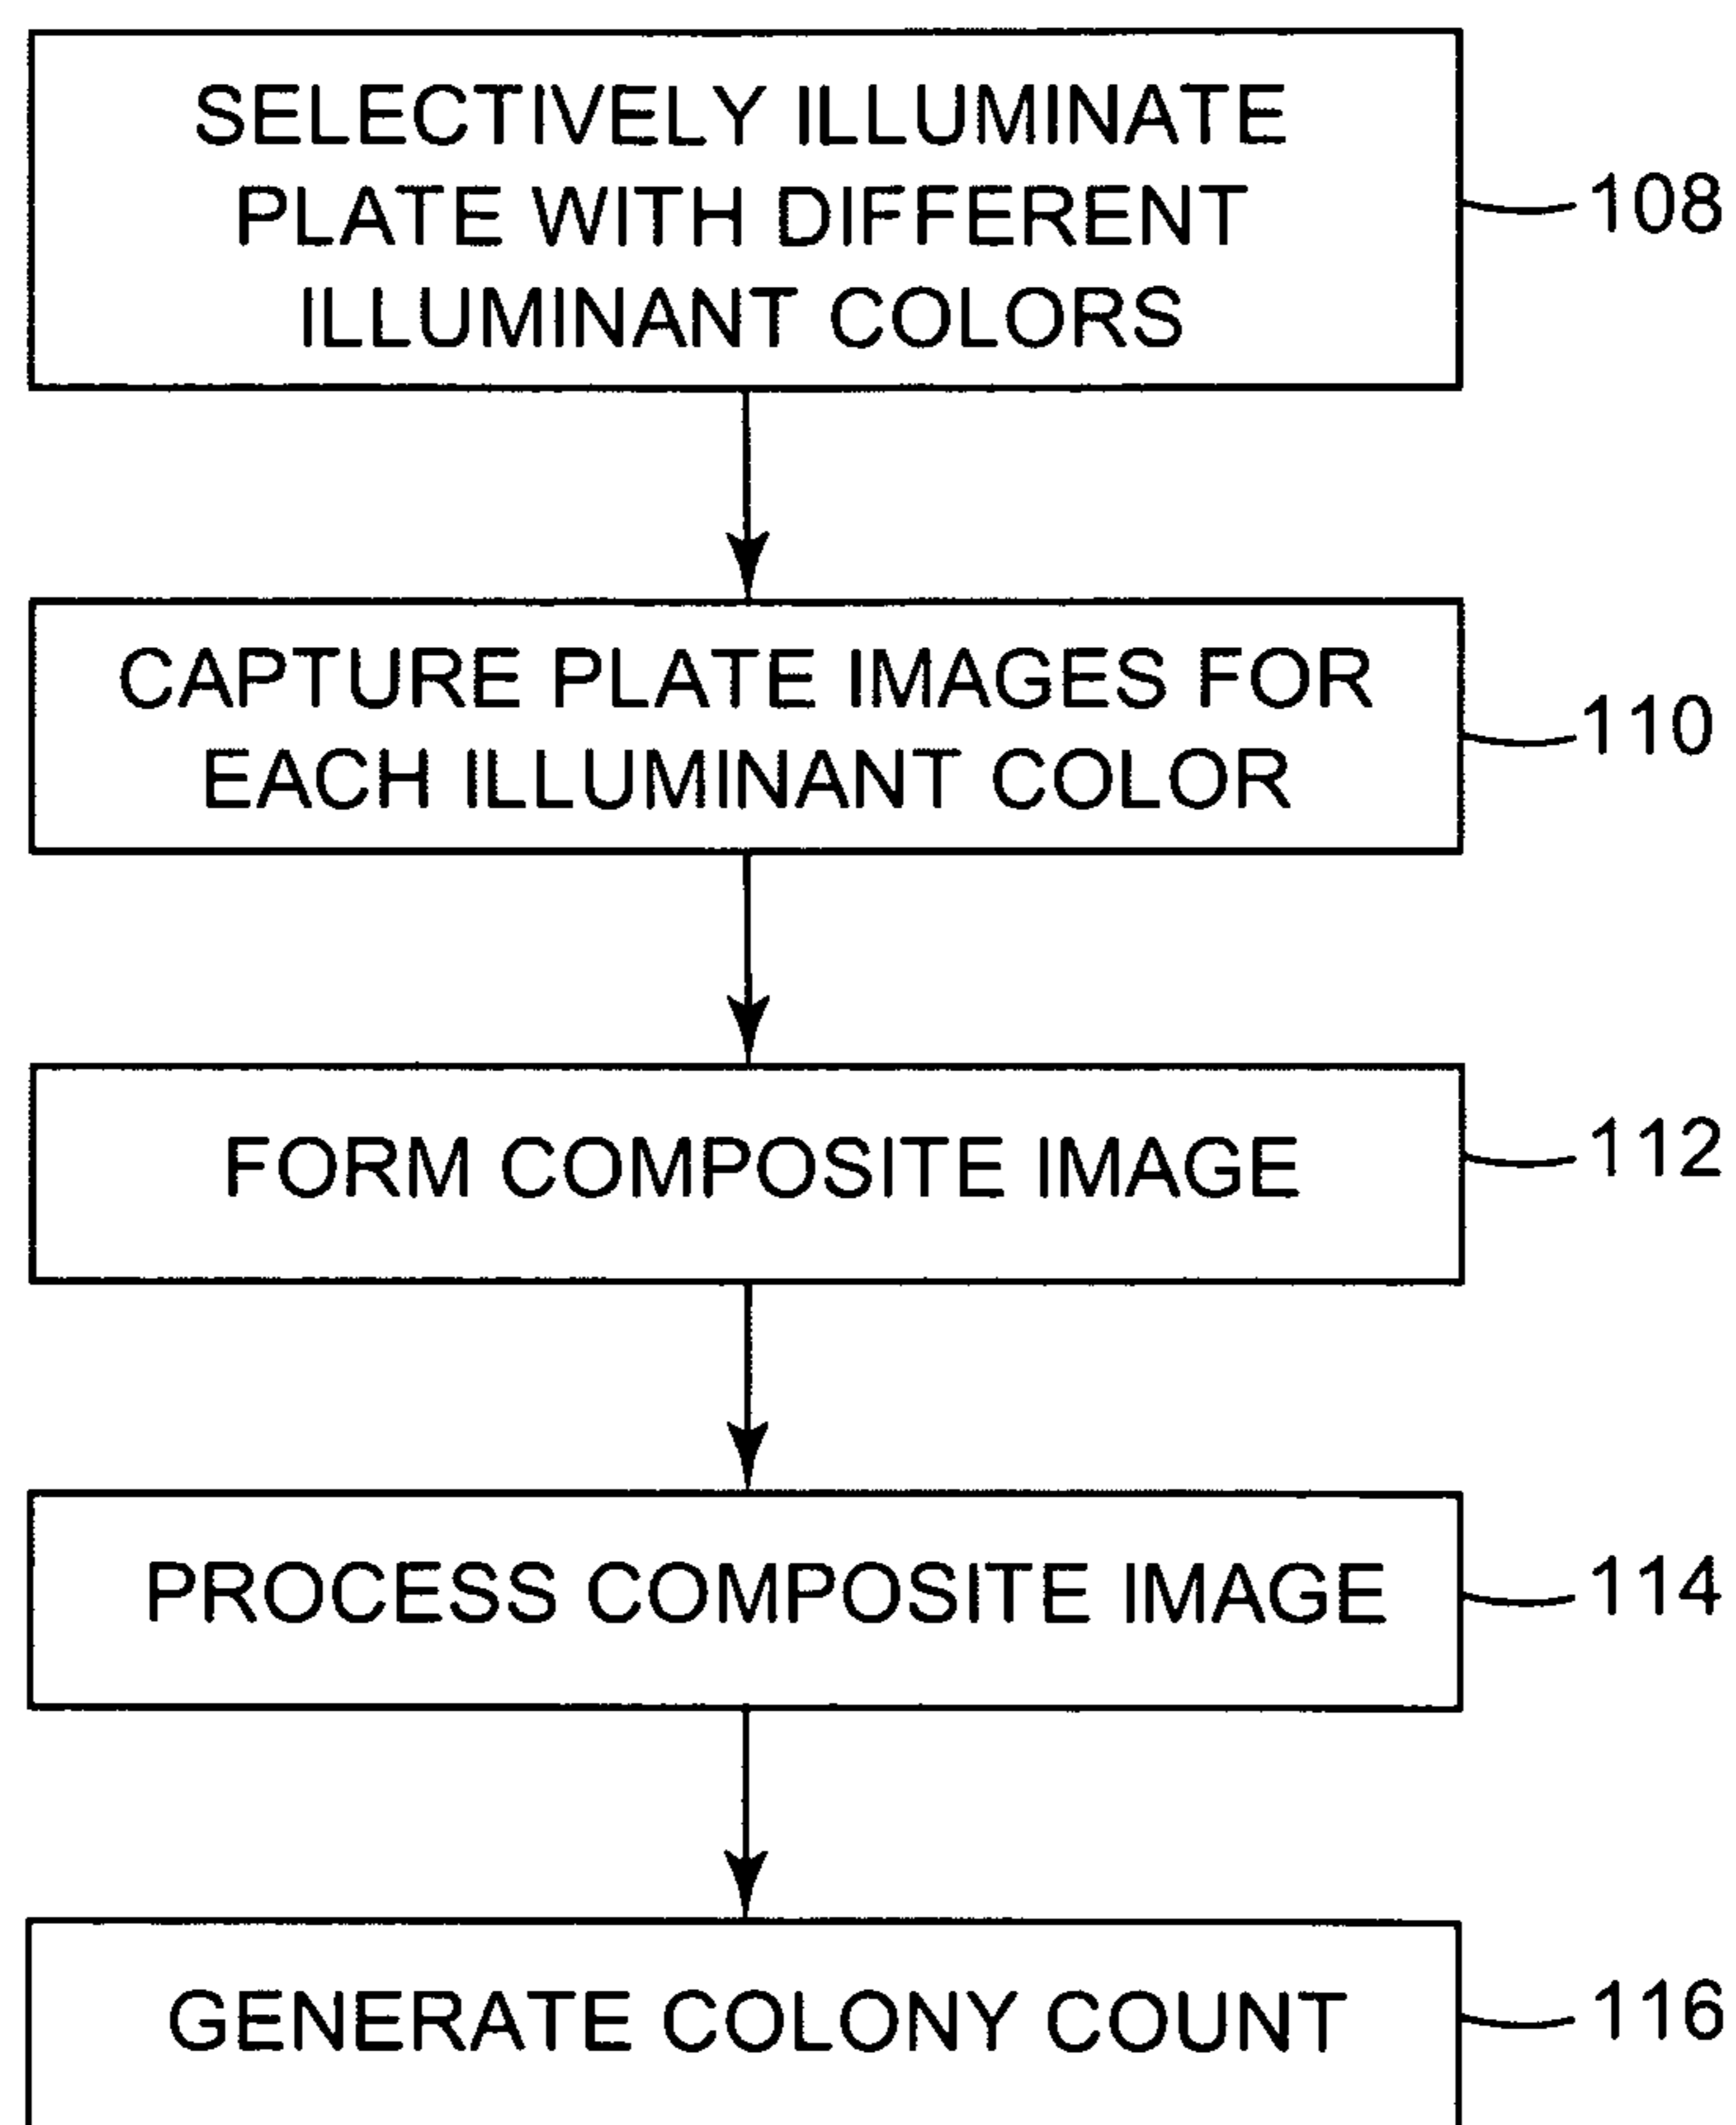 SELECTIVELY ILLUMINATE
PLATE WITH DIFFERENT
ILLUMINANT COLORS
108
CAPTURE PLATE IMAGES FOR
EACH ILLUMINANT COLOR
110
FORM COMPOSITE IMAGE
112
PROCESS COMPOSITE IMAGE
114
GENERATE COLONY COUNT
116